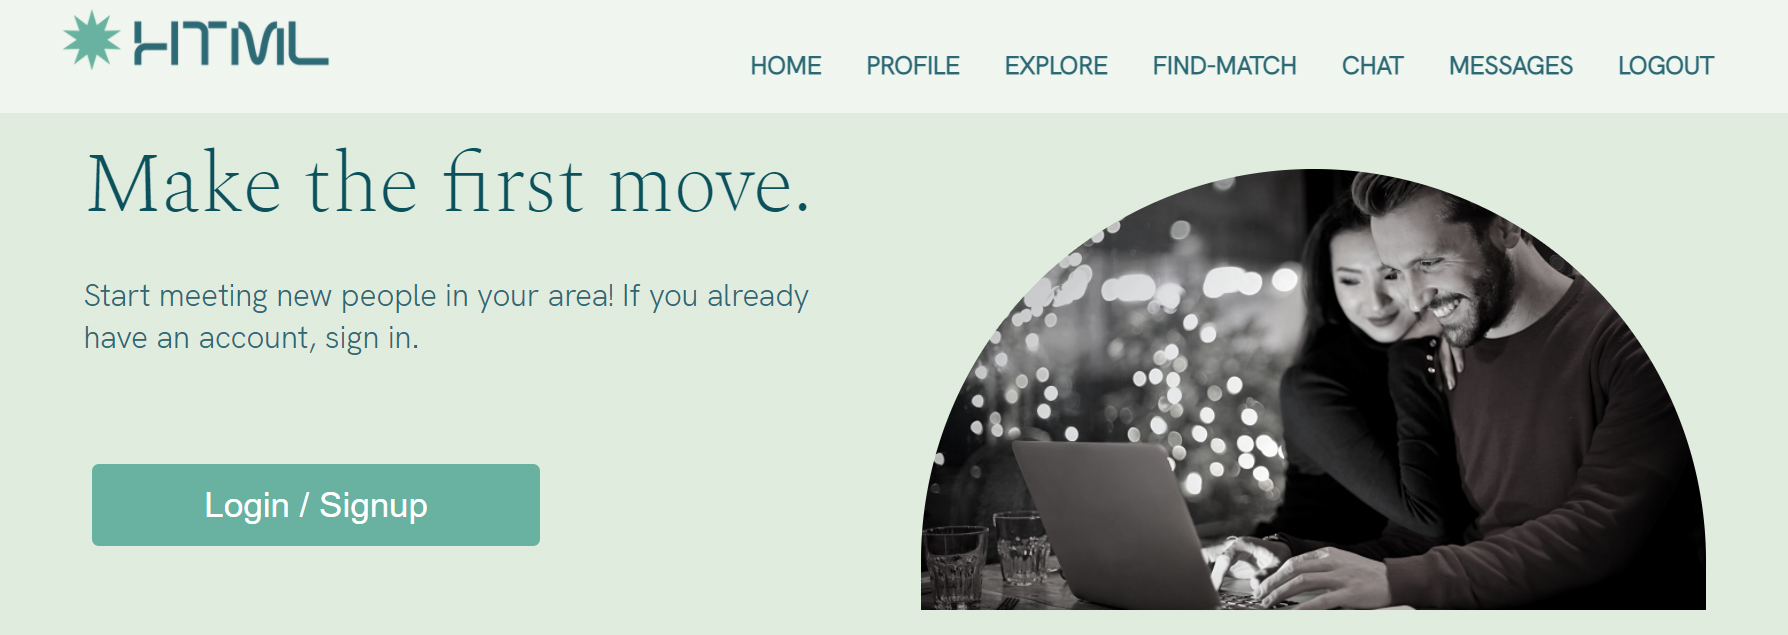 HTML
HOME PROFILE EXPLORE FIND-MATCH CHAT MESSAGES LOGOUT
Make the first move.
Start meeting new people in your area! If you already
have an account, sign in.
Login / Signup